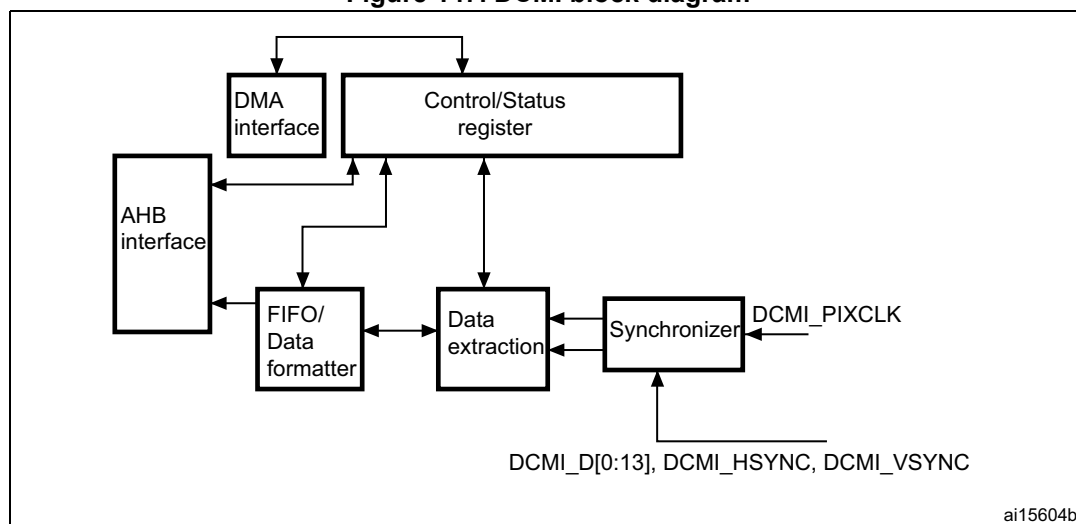 DMA
interface
Control/Status
register
AHB
interface
FIFO/
Data
formatter
Data
extraction
Synchronizer
DCMI_PIXCLK
DCMI_D[0:13], DCMI_HSYNC, DCMI_VSYNC
ai15604b